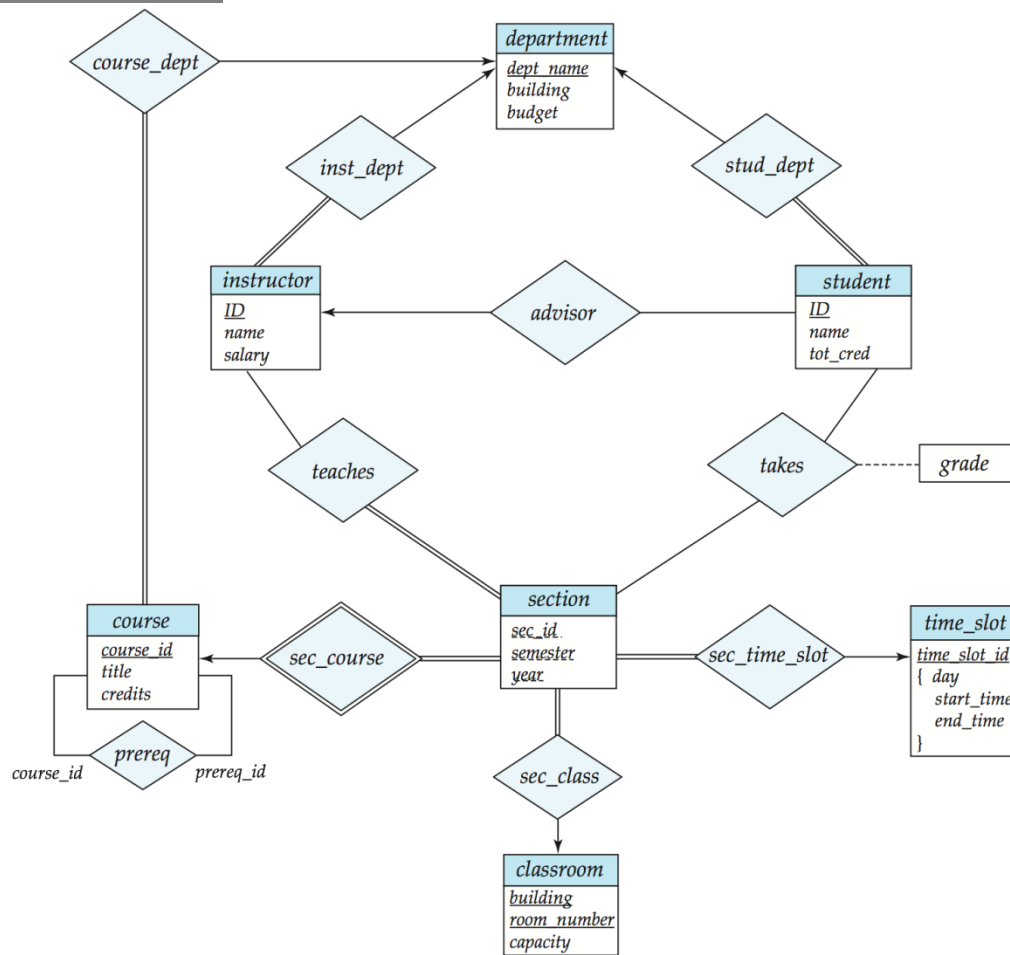 department
dept_name
building
budget
course_dept
inst_dept
stud_dept
instructor
ID
name
salary
advisor
student
ID
name
tot_cred
teaches
takes
grade
section
sec_id
semester
year
course
course_id
title
credits
sec_course
sec_time_slot
time_slot
time_slot_id
{ day
start_time
end_time
}
prereq
course_id
prereq_id
sec_class
classroom
building
room_number
capacity